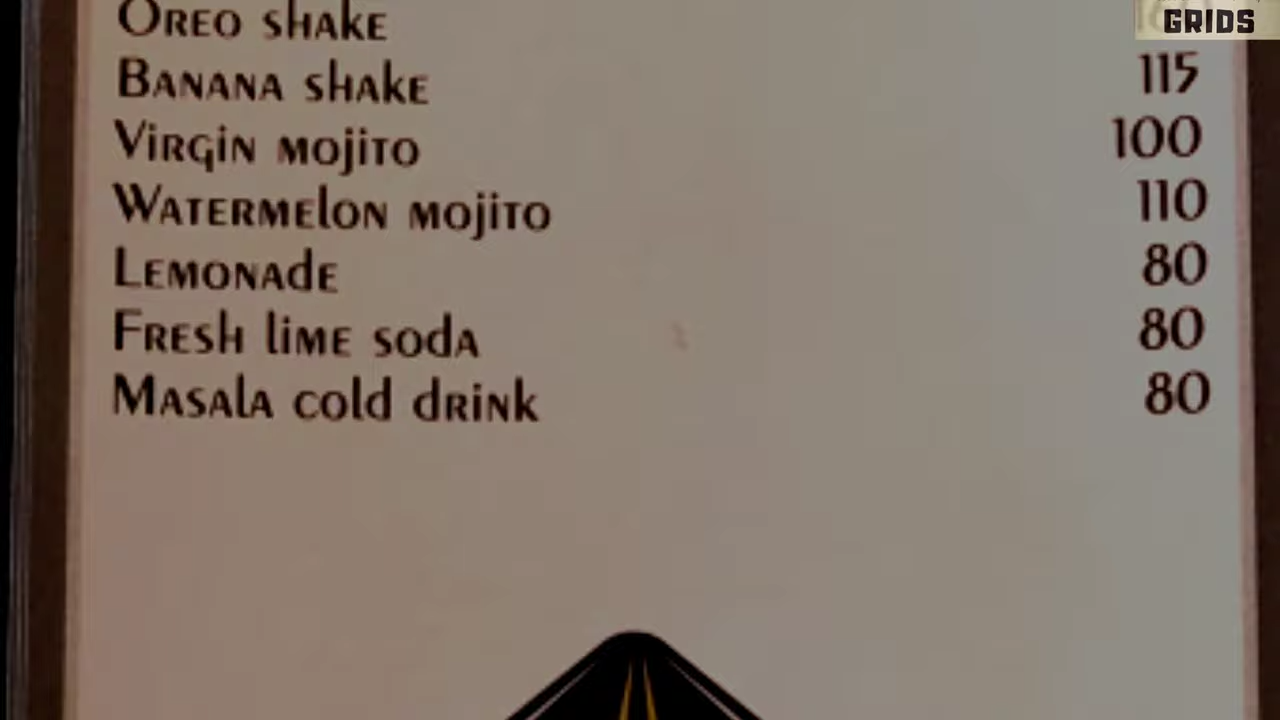 Oreo shake
GRIDS
Banana shake 115
Virgin mojito 100
Watermelon mojito 110
Lemonade 80
Fresh lime soda 80
Masala cold drink 80